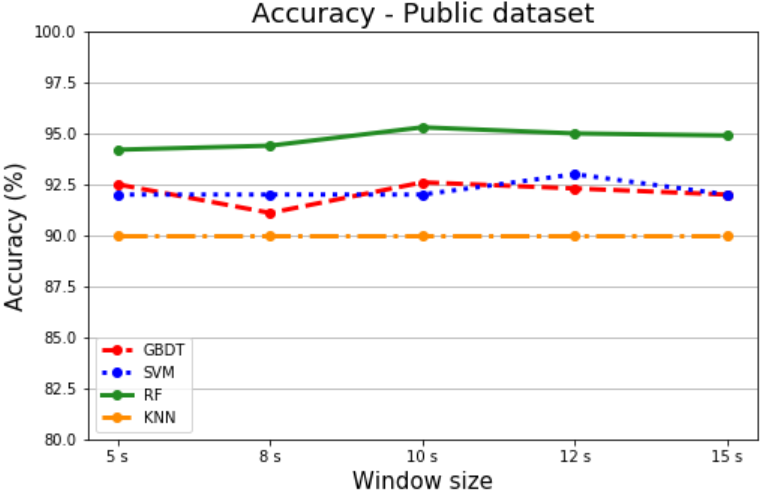 Accuracy - Public dataset
100.0
97.5
95.0
92.5
90.0
87.5
85.0
82.5
80.0
Accuracy (%)
GBDT
SVM
RF
KNN
5 s 8 s 10 s 12 s 15 s
Window size